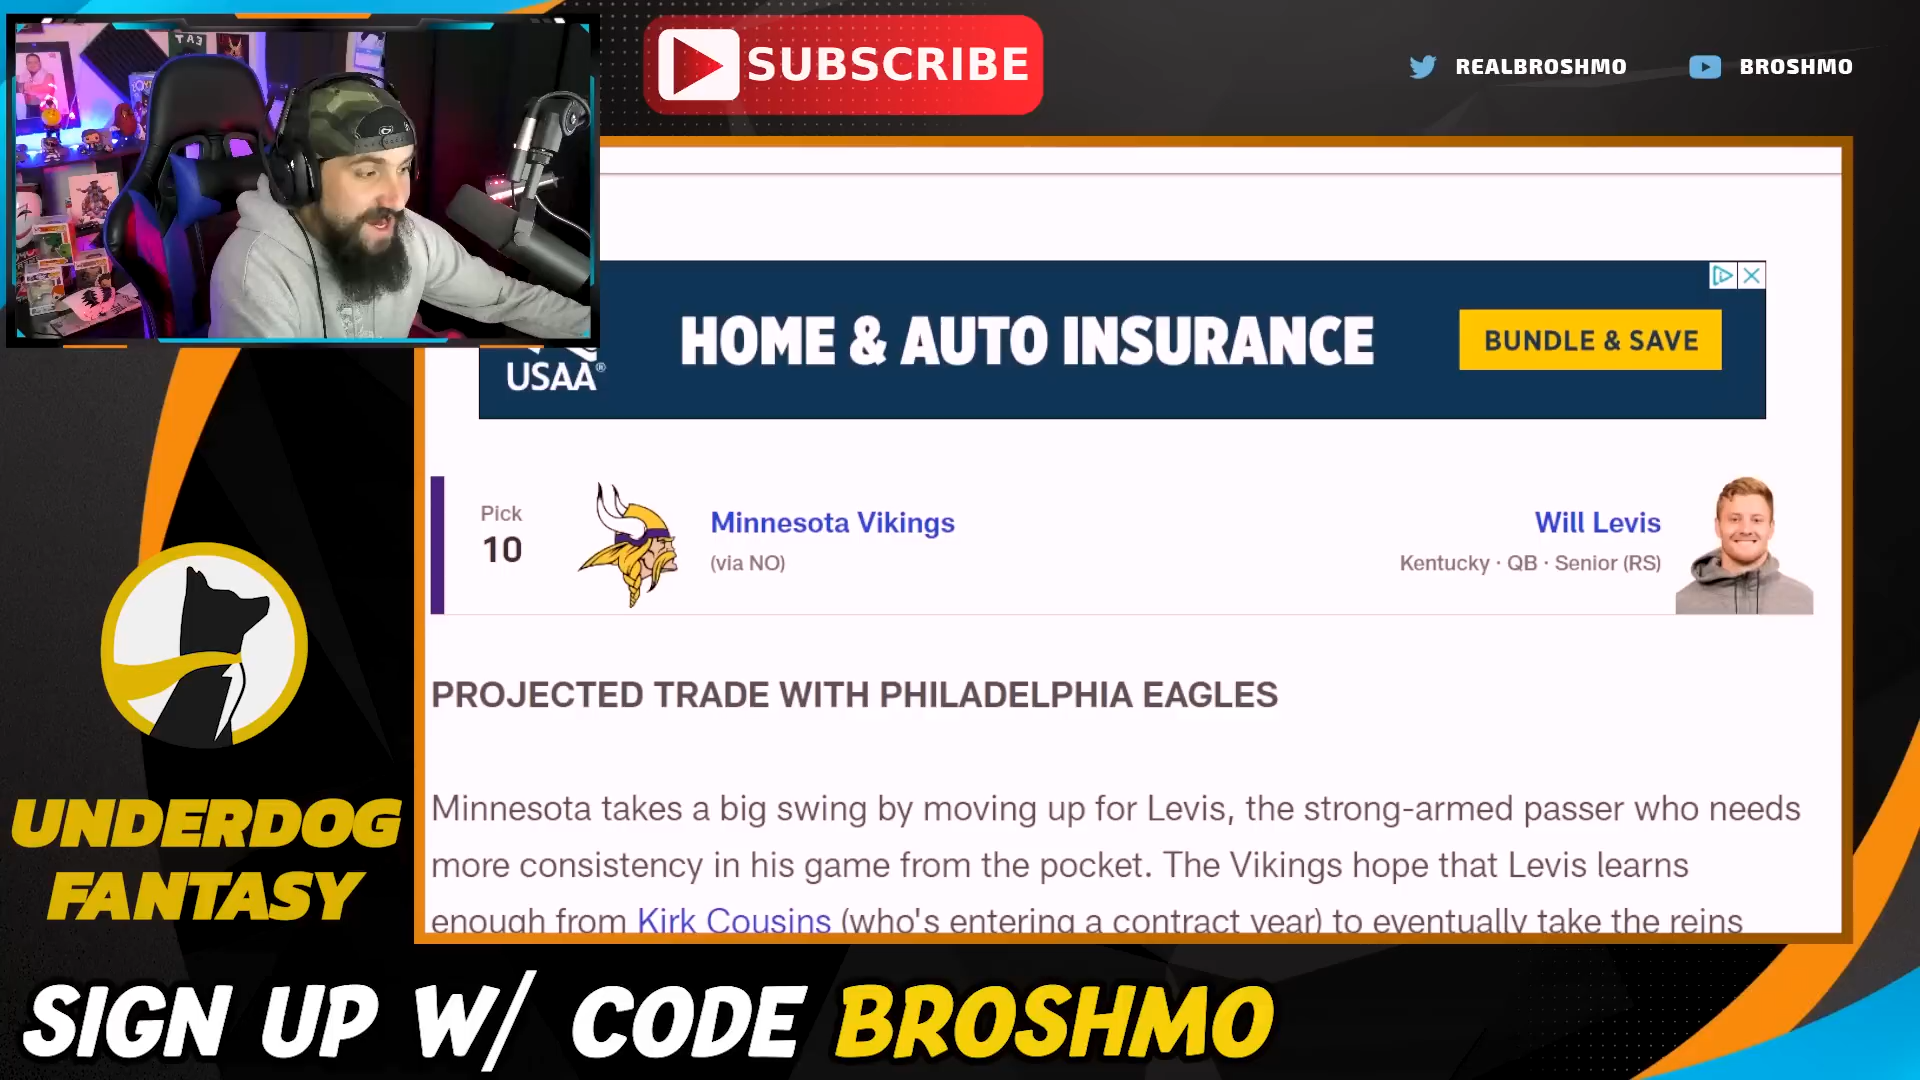 SUBSCRIBE
REALBROSHMO
BROSHMO
USAA®
HOME & AUTO INSURANCE
BUNDLE & SAVE
Pick
10
Minnesota Vikings
(via NO)
Will Levis
Kentucky · QB · Senior (RS)
PROJECTED TRADE WITH PHILADELPHIA EAGLES
Minnesota takes a big swing by moving up for Levis, the strong-armed passer who needs
more consistency in his game from the pocket. The Vikings hope that Levis learns
enough from Kirk Cousins (who's entering a contract year) to eventually take the reins
UNDERDOG
FANTASY
SIGN UP W/ CODE BROSHMO